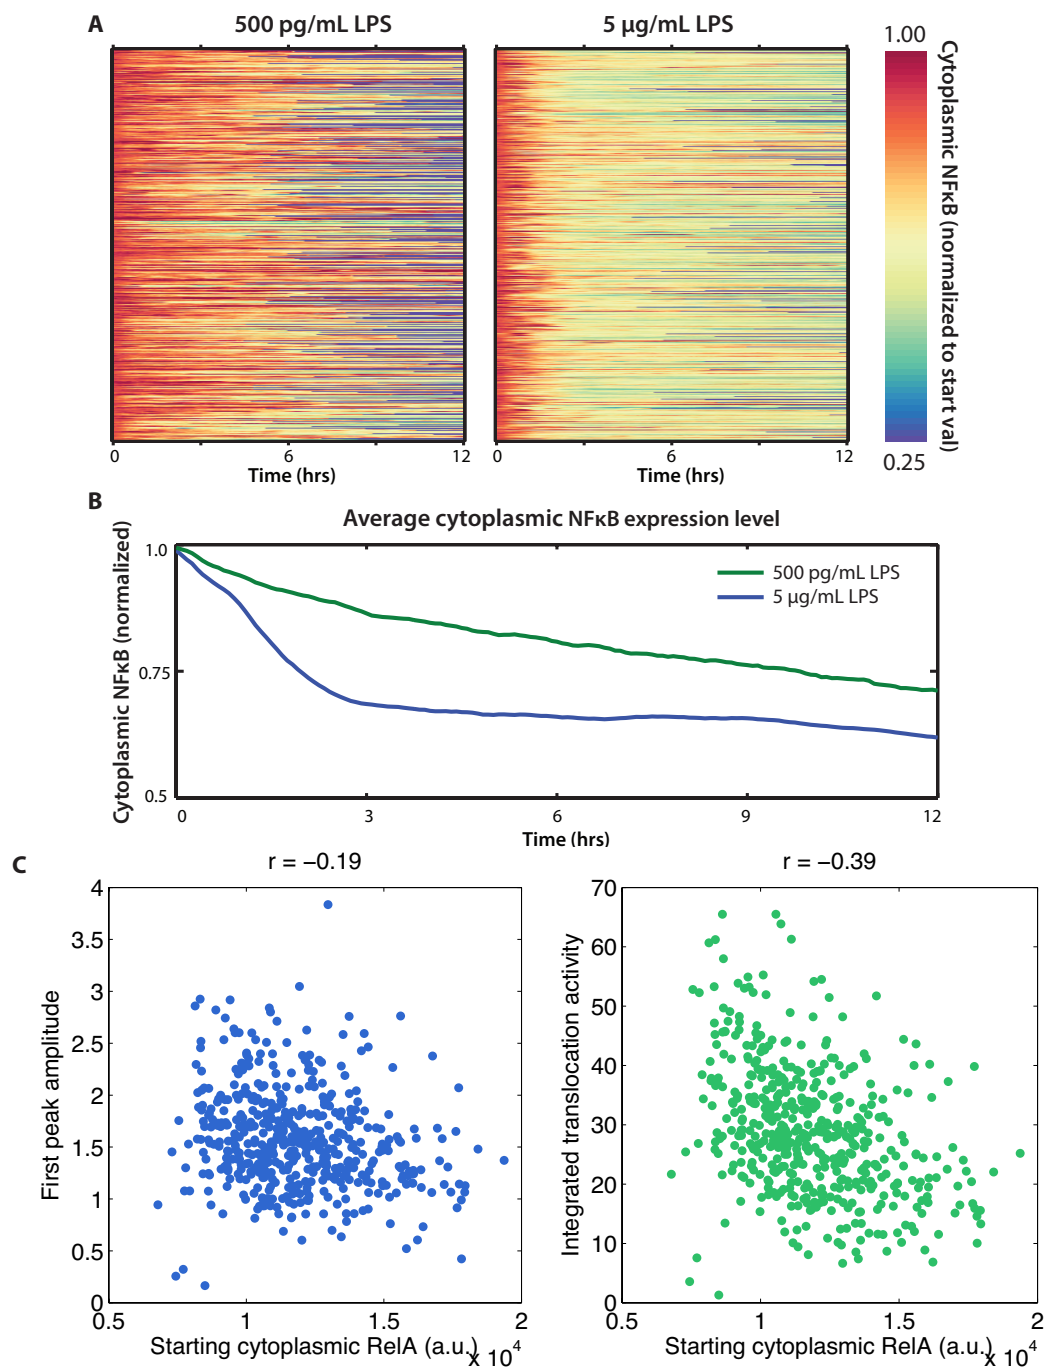 A
500 pg/mL LPS
5 µg/mL LPS
1.00
Cytoplasmic NFκB (normalized to start val)
0.25
0
6
12
0
6
12
Time (hrs)
Time (hrs)
B
Average cytoplasmic NFκB expression level
Cytoplasmic NFκB (normalized)
1.0
0.75
0.5
500 pg/mL LPS
5 µg/mL LPS
0
3
6
9
12
Time (hrs)
C
r = −0.19
First peak amplitude
4
3.5
3
2.5
2
1.5
1
0.5
0
0.5
1
1.5
2
Starting cytoplasmic RelA (a.u.)
x 10^4
r = −0.39
Integrated translocation activity
70
60
50
40
30
20
10
0
0.5
1
1.5
2
Starting cytoplasmic RelA (a.u.)
x 10^4